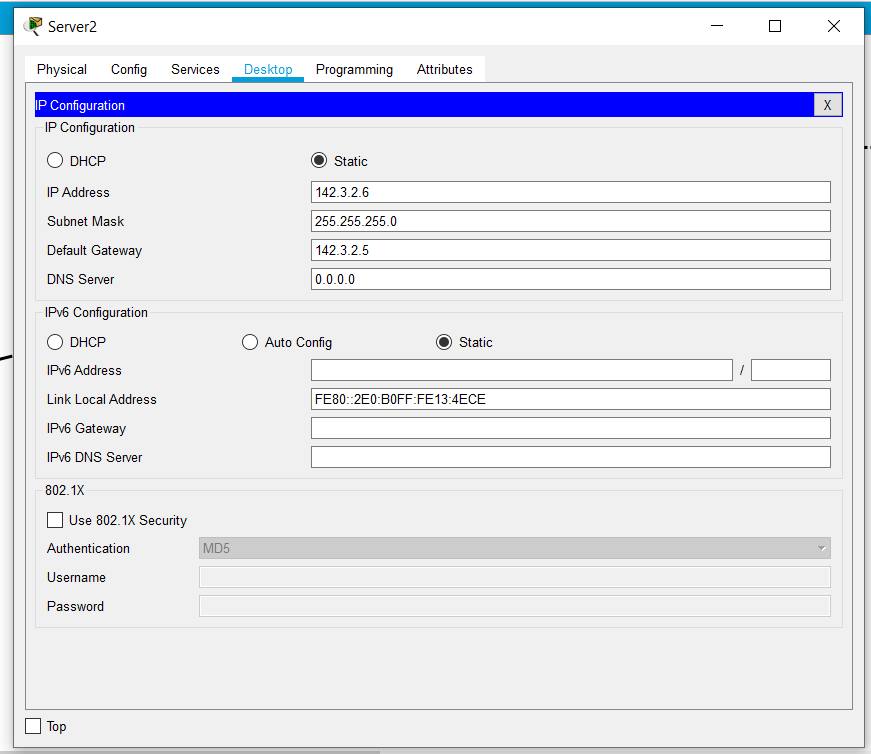 Server2
Physical Config Services Desktop Programming Attributes
IP Configuration X
IP Configuration
DHCP Static
IP Address 142.3.2.6
Subnet Mask 255.255.255.0
Default Gateway 142.3.2.5
DNS Server 0.0.0.0
IPv6 Configuration
DHCP Auto Config Static
IPv6 Address /
Link Local Address FE80::2E0:B0FF:FE13:4ECE
IPv6 Gateway
IPv6 DNS Server
802.1X
Use 802.1X Security
Authentication MD5
Username
Password
Top